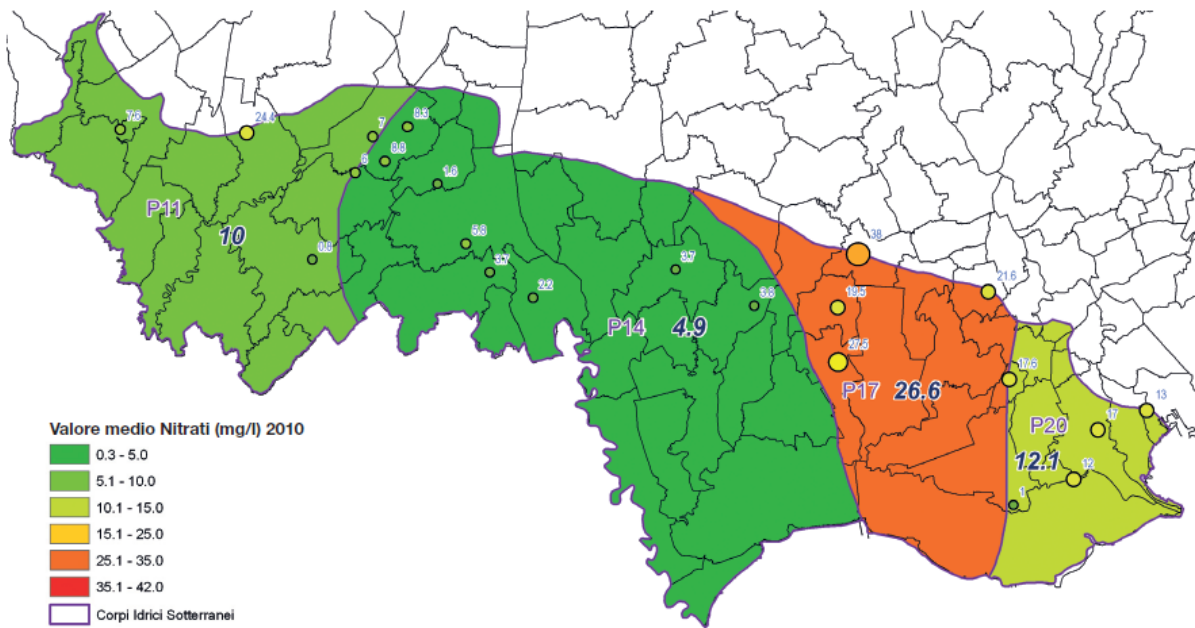 7.6
24.4
7
8.3
6
8.8
1.6
P11
10
0.8
5.8
3.7
2.2
3.7
3.8
P14
4.9
38
19.5
21.6
27.5
P17
26.6
17.6
13
17
P20
12.1
12
1
Valore medio Nitrati (mg/l) 2010
0.3 - 5.0
5.1 - 10.0
10.1 - 15.0
15.1 - 25.0
25.1 - 35.0
35.1 - 42.0
Corpi Idrici Sotterranei